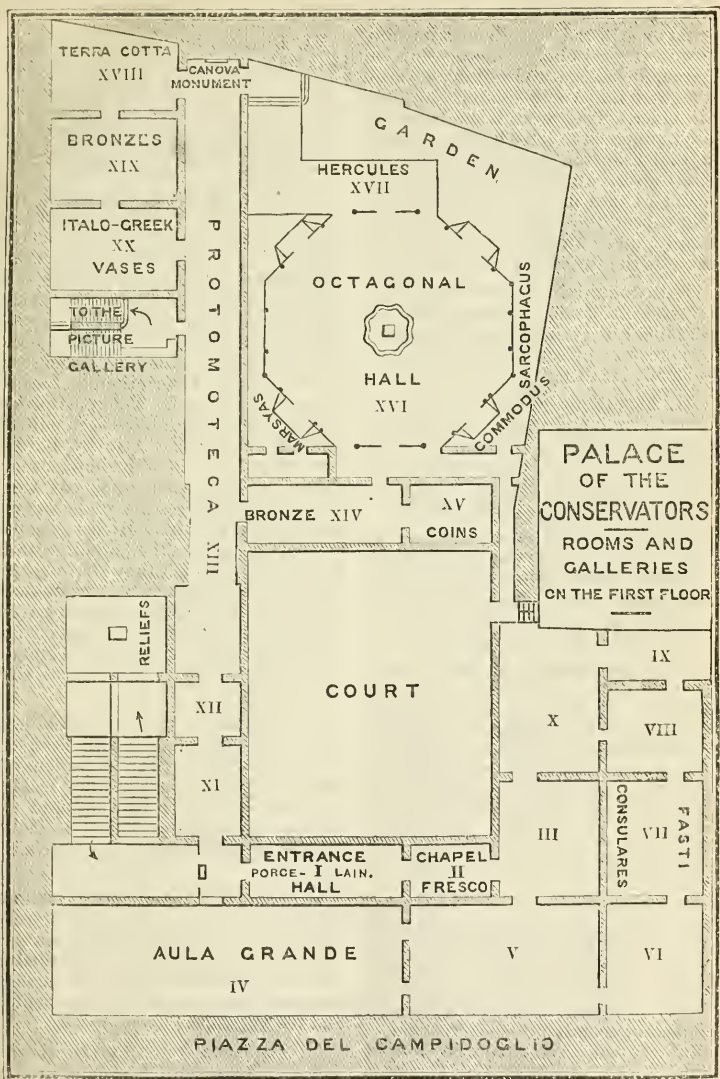 TERRA COTTA
XVIII
CANOVA
MONUMENT
GARDEN
BRONZES
XIX
HERCULES
XVII
ITALO-GREEK
XX
VASES
PROTOMOTECA XIII
OCTAGONAL
HALL
XVI
SARCOPHAGUS
COMMODUS
MARSYAS
TO THE
PICTURE
GALLERY
BRONZE XIV
XV
COINS
PALACE
OF THE
CONSERVATORS
ROOMS AND
GALLERIES
ON THE FIRST FLOOR
RELIEFS
COURT
IX
X
VIII
XII
XI
III
CONSULARES
VII
FASTI
ENTRANCE
PORCE- I LAIN.
HALL
CHAPEL
II
FRESCO
AULA GRANDE
IV
V
VI
PIAZZA DEL CAMPIDOGLIO